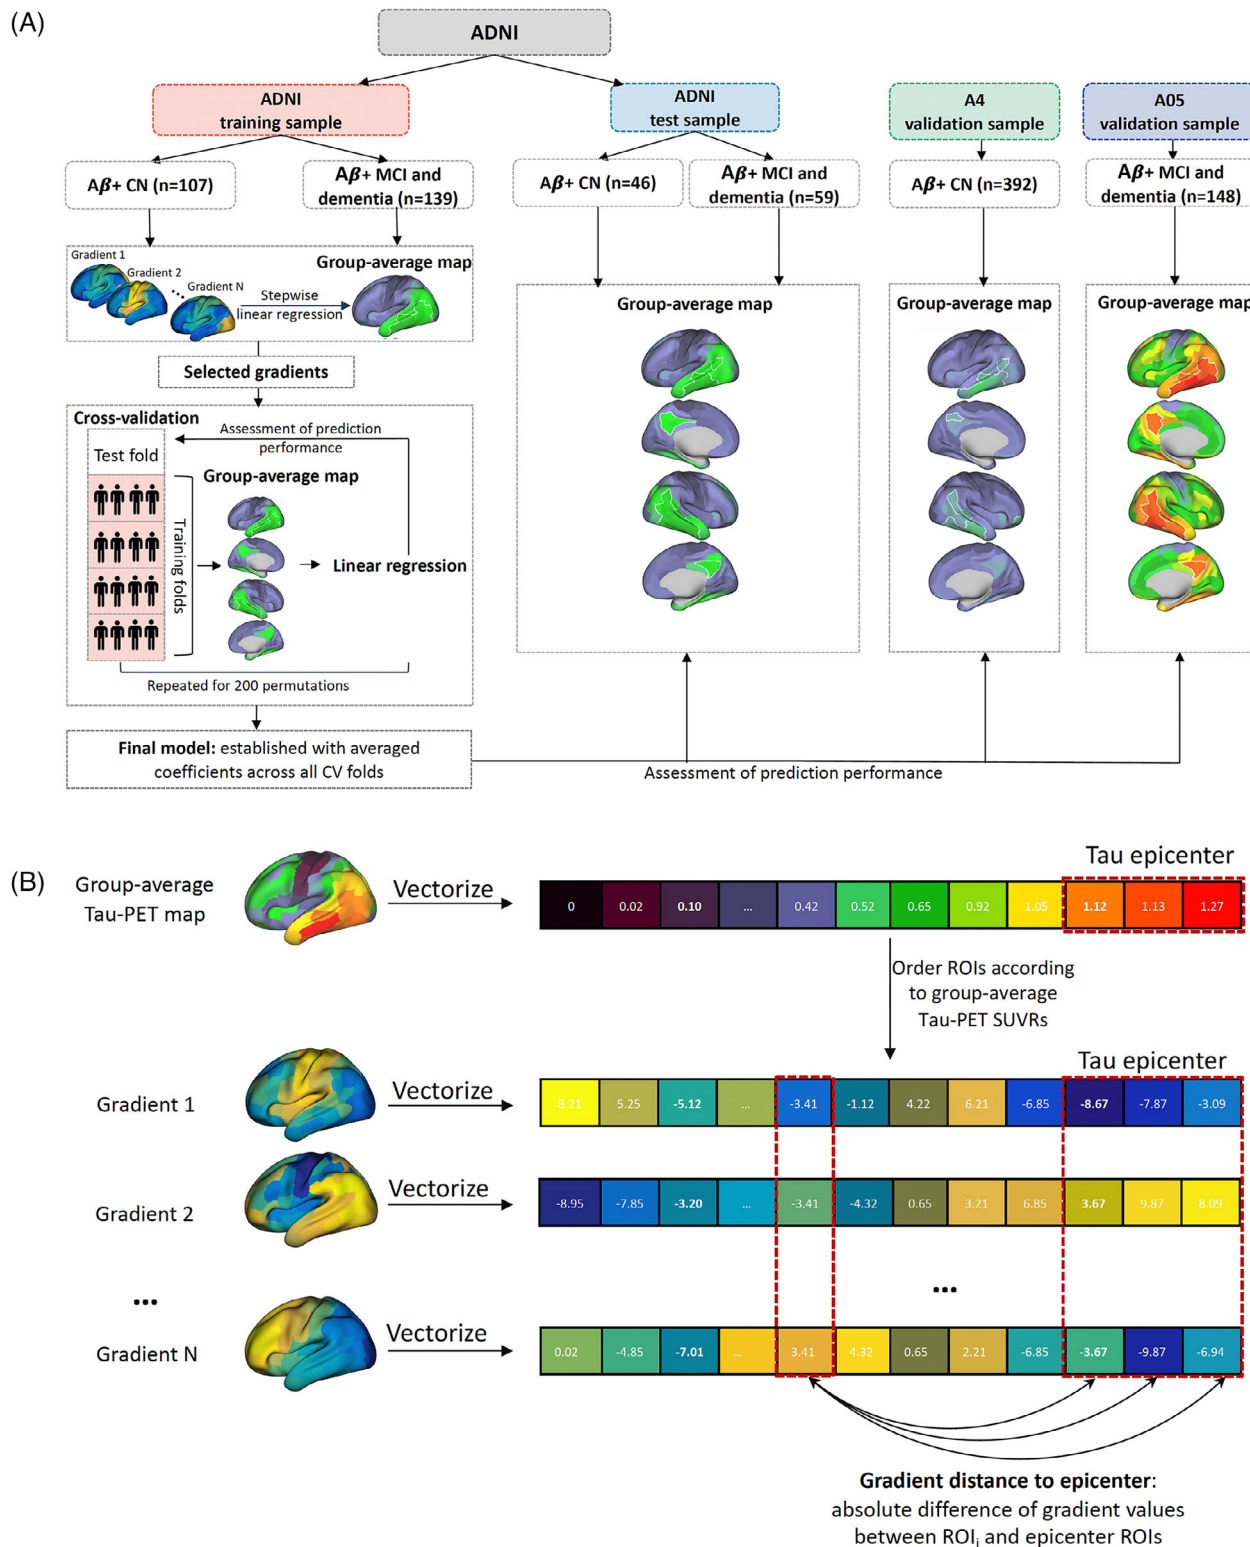 (A)
ADNI
ADNI
training sample
ADNI
test sample
A4
validation sample
A05
validation sample
Aβ+ CN (n=107)
Aβ+ MCI and
dementia (n=139)
Aβ+ CN (n=46)
Aβ+ MCI and
dementia (n=59)
Aβ+ CN (n=392)
Aβ+ MCI and
dementia (n=148)
Gradient 1
Gradient 2
...
Gradient N
Stepwise
linear regression
Group-average map
Selected gradients
Cross-validation
Assessment of prediction
performance
Test fold
Training folds
Group-average map
Linear regression
Repeated for 200 permutations
Final model: established with averaged
coefficients across all CV folds
Group-average map
Group-average map
Group-average map
Assessment of prediction performance
(B)
Group-average
Tau-PET map
Vectorize
Tau epicenter
0 0.02 0.10 ... 0.42 0.52 0.65 0.92 1.05 1.12 1.13 1.27
Order ROIs according
to group-average
Tau-PET SUVRs
Tau epicenter
Gradient 1
Vectorize
8.21 5.25 -5.12 ... -3.41 -1.12 4.22 6.21 -6.85 -8.67 -7.87 -3.09
Gradient 2
Vectorize
-8.95 -7.85 -3.20 ... -3.41 -4.32 0.65 3.21 6.85 3.67 9.87 8.09
...
...
Gradient N
Vectorize
0.02 -4.85 -7.01 ... 3.41 4.32 0.65 2.21 -6.85 -3.67 -9.87 -6.94
Gradient distance to epicenter:
absolute difference of gradient values
between ROIi and epicenter ROIs